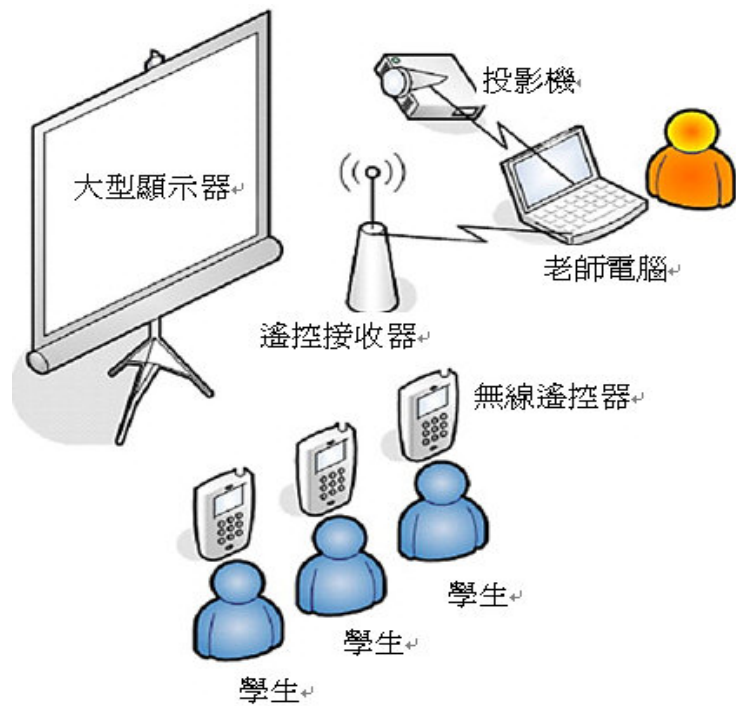 投影機
大型顯示器
老師電腦
遙控接收器
無線遙控器
學生
學生
學生